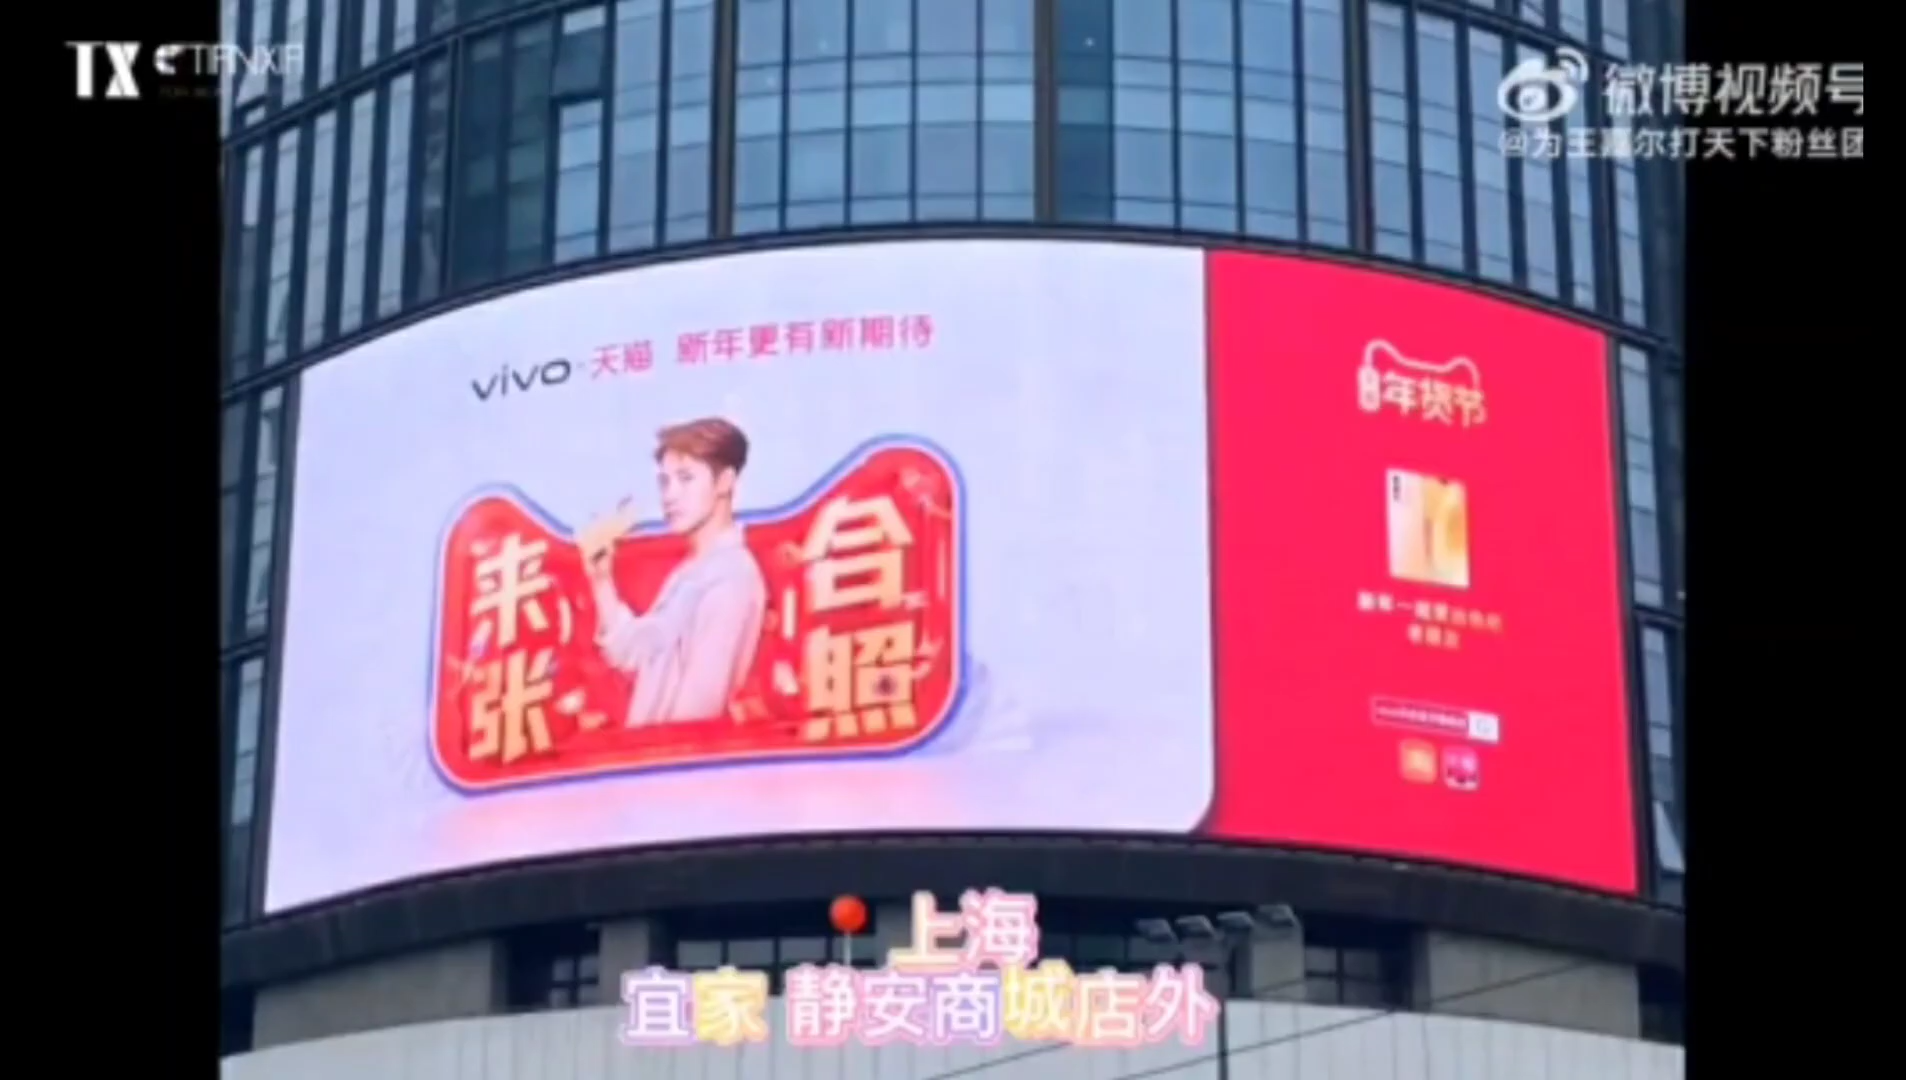 TX TIANXIA
微博视频号
@为王嘉尔打天下粉丝团
vivo 天猫 新年更有新期待
年货节
来张
合照
上海
宜家 静安商城店外